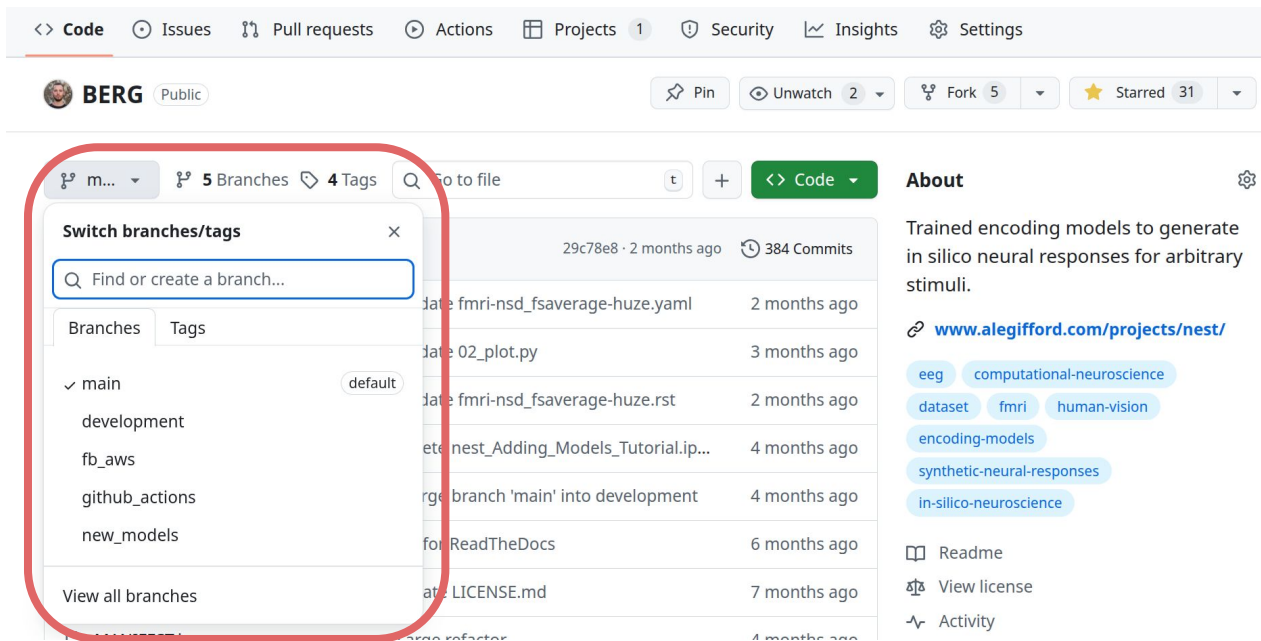 Code Issues Pull requests Actions Projects 1 Security Insights Settings
BERG Public Pin Unwatch 2 Fork 5 Starred 31
m... 5 Branches 4 Tags Go to file t + Code
Switch branches/tags
Find or create a branch...
Branches Tags
main default
development
fb_aws
github_actions
new_models
View all branches
29c78e8 · 2 months ago 384 Commits
fmri-nsd_fsaverage-huze.yaml 2 months ago
02_plot.py 3 months ago
fmri-nsd_fsaverage-huze.rst 2 months ago
nest_Adding_Models_Tutorial.ip... 4 months ago
branch 'main' into development 4 months ago
for ReadTheDocs 6 months ago
LICENSE.md 7 months ago
refactor 4 months ago
About
Trained encoding models to generate
in silico neural responses for arbitrary
stimuli.
www.alegifford.com/projects/nest/
eeg computational-neuroscience
dataset fmri human-vision
encoding-models
synthetic-neural-responses
in-silico-neuroscience
Readme
View license
Activity